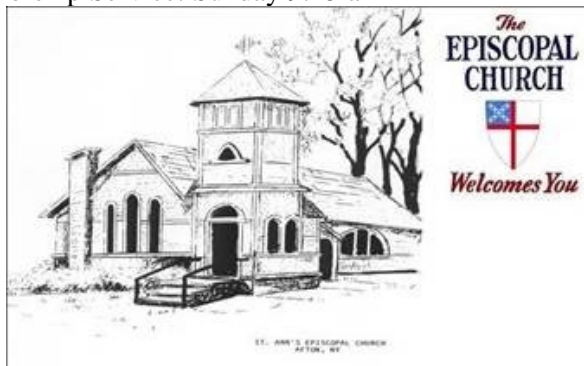 The
EPISCOPAL
CHURCH
Welcomes You
ST. ANN'S EPISCOPAL CHURCH
AFTON, NY